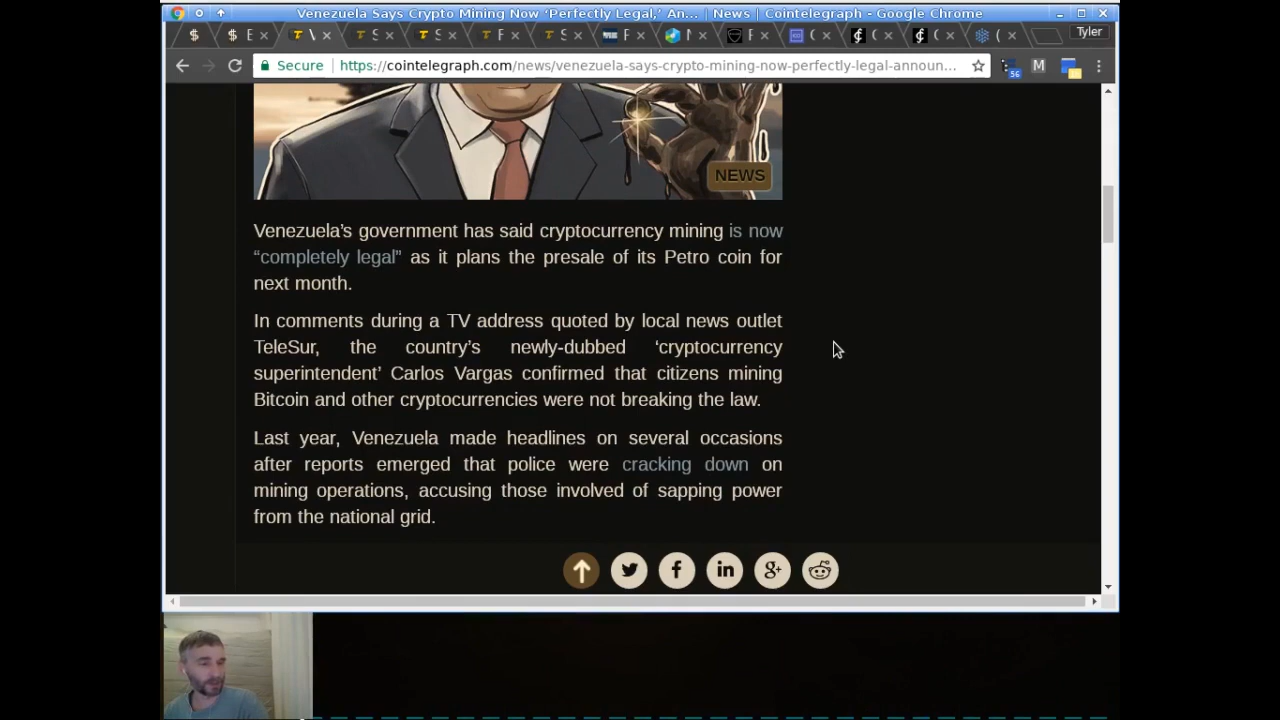 Venezuela Says Crypto Mining Now ‘Perfectly Legal,’ An... | News | Cointelegraph - Google Chrome
Tyler
Secure https://cointelegraph.com/news/venezuela-says-crypto-mining-now-perfectly-legal-announ...
56
M
NEWS
Venezuela’s government has said cryptocurrency mining is now
“completely legal” as it plans the presale of its Petro coin for
next month.
In comments during a TV address quoted by local news outlet
TeleSur, the country’s newly-dubbed ‘cryptocurrency
superintendent’ Carlos Vargas confirmed that citizens mining
Bitcoin and other cryptocurrencies were not breaking the law.
Last year, Venezuela made headlines on several occasions
after reports emerged that police were cracking down on
mining operations, accusing those involved of sapping power
from the national grid.